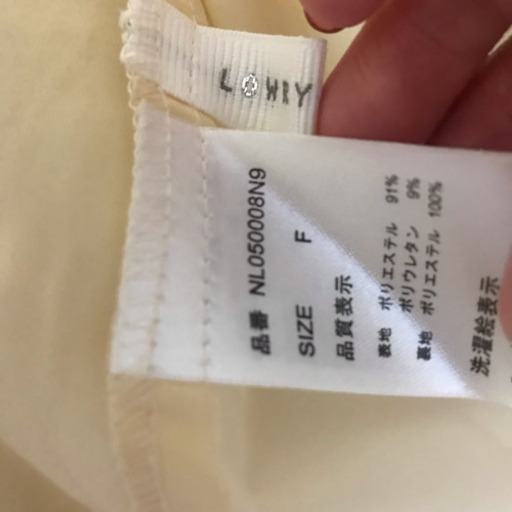 品番 NL050008N9
SIZE F
品質表示
表地 ポリエステル 91%
ポリウレタン 9%
裏地 ポリエステル 100%
洗濯絵表示